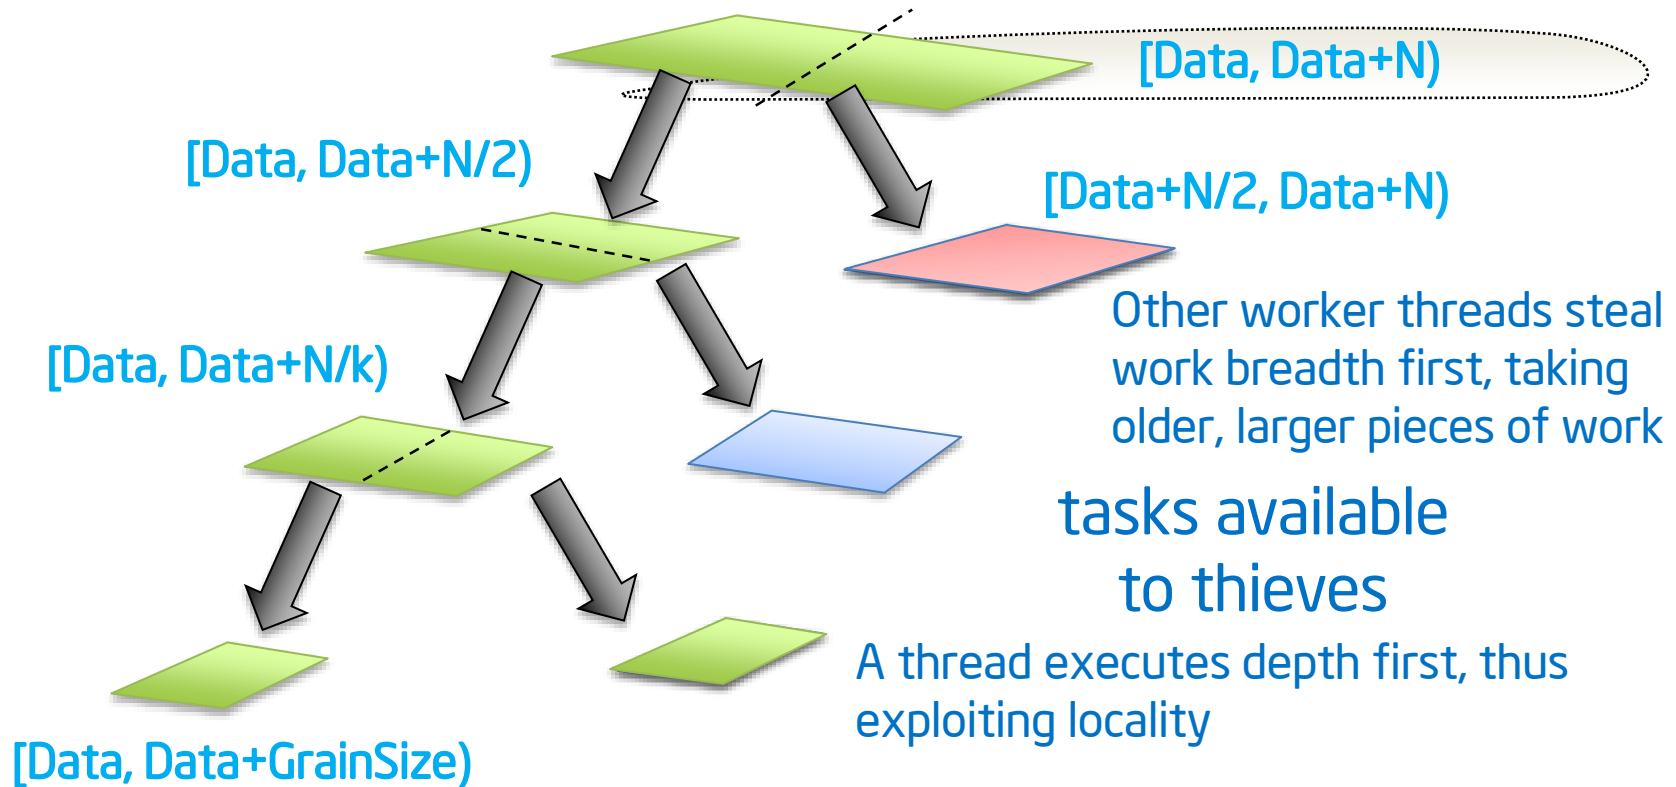 [Data, Data+N)
[Data, Data+N/2)
[Data+N/2, Data+N)
Other worker threads steal
work breadth first, taking
older, larger pieces of work
[Data, Data+N/k)
tasks available
to thieves
A thread executes depth first, thus
exploiting locality
[Data, Data+GrainSize)